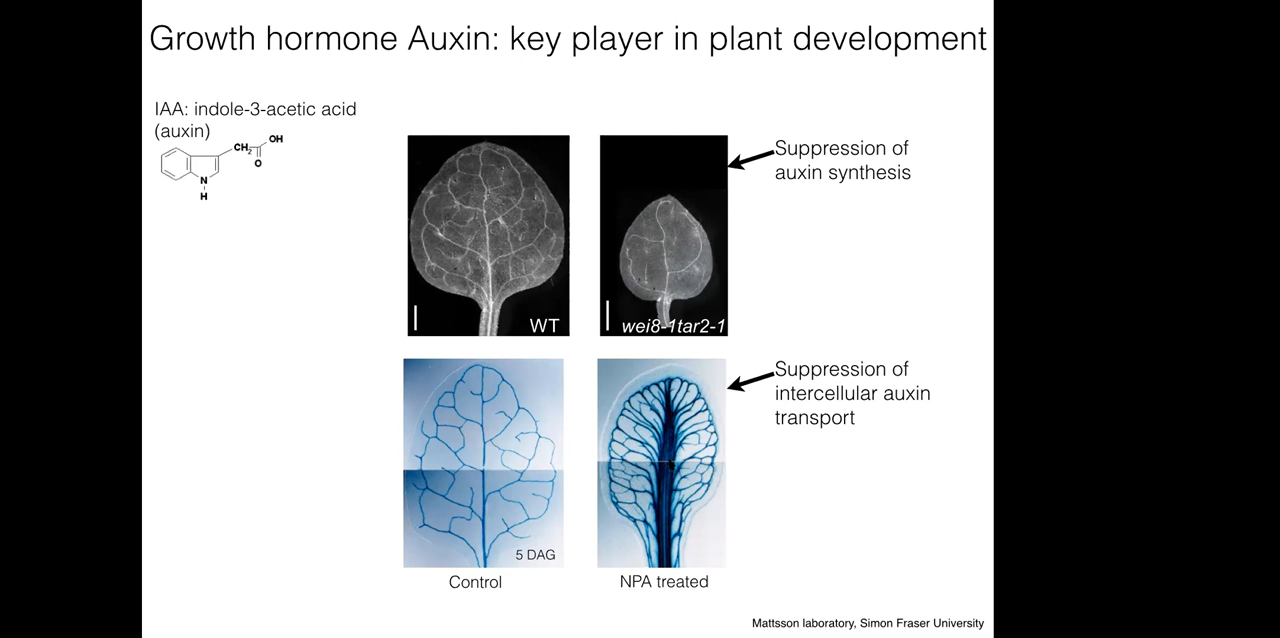 Growth hormone Auxin: key player in plant development
IAA: indole-3-acetic acid
(auxin)
CH2
OH
O
N
H
WT
wei8-1tar2-1
Suppression of
auxin synthesis
5 DAG
Control
NPA treated
Suppression of
intercellular auxin
transport
Mattsson laboratory, Simon Fraser University